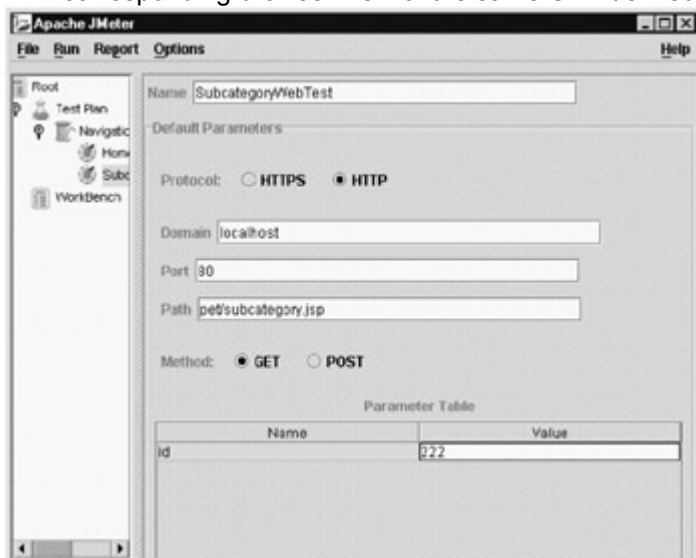 Apache JMeter
File Run Report Options Help
Root
Test Plan
Navigatic
Hom
Subc
WorkBench
Name SubcategoryWebTest
Default Parameters
Protocol: HTTPS HTTP
Domain localhost
Port 80
Path pet/subcategory.jsp
Method: GET POST
Parameter Table
Name Value
id 222